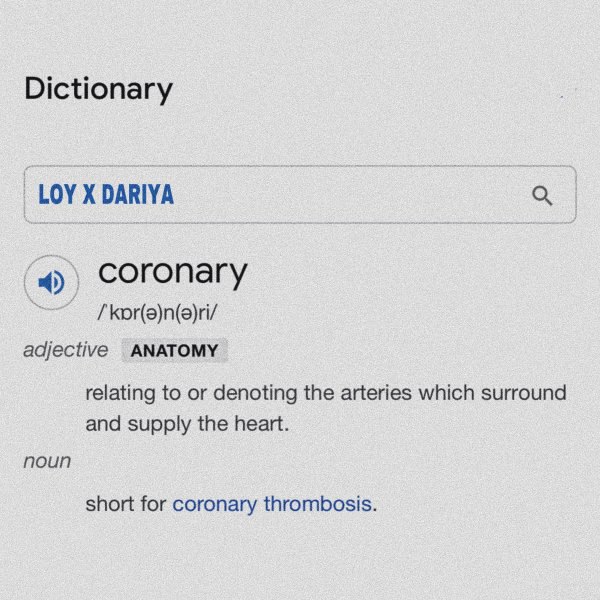 Dictionary
LOY X DARIYA
coronary
/ˈkɒr(ə)n(ə)ri/
adjective ANATOMY
relating to or denoting the arteries which surround
and supply the heart.
noun
short for coronary thrombosis.